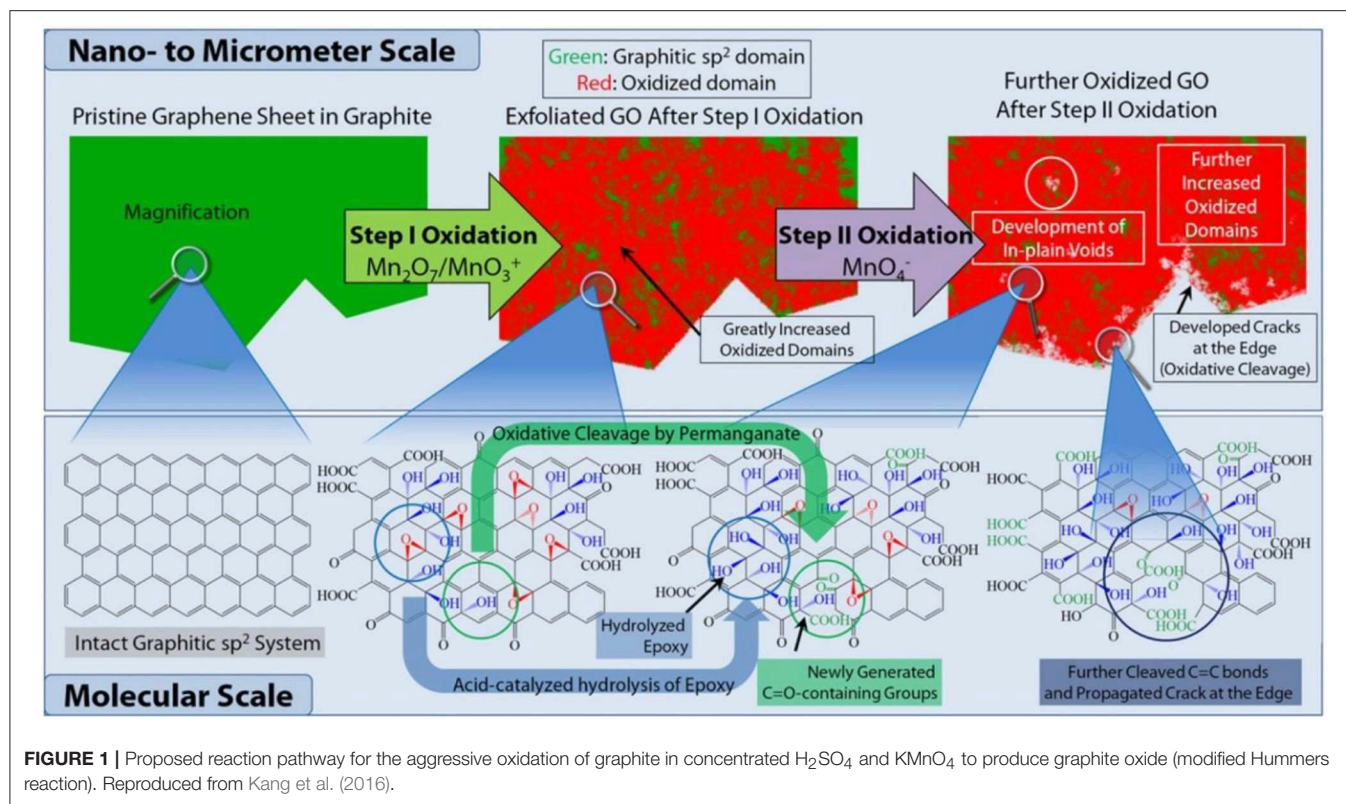 Nano- to Micrometer Scale
Green: Graphitic sp² domain
Red: Oxidized domain
Pristine Graphene Sheet in Graphite
Exfoliated GO After Step I Oxidation
Further Oxidized GO
After Step II Oxidation
Magnification
Step I Oxidation
Mn₂O₇/MnO₃⁺
Greatly Increased
Oxidized Domains
Step II Oxidation
MnO₄⁻
Development of
In-plain Voids
Further
Increased
Oxidized
Domains
Developed Cracks
at the Edge
(Oxidative Cleavage)
Oxidative Cleavage by Permanganate
Intact Graphitic sp² System
Hydrolyzed
Epoxy
Acid-catalyzed hydrolysis of Epoxy
Newly Generated
C=O-containing Groups
Further Cleaved C=C bonds
and Propagated Crack at the Edge
Molecular Scale
FIGURE 1 | Proposed reaction pathway for the aggressive oxidation of graphite in concentrated H₂SO₄ and KMnO₄ to produce graphite oxide (modified Hummers
reaction). Reproduced from Kang et al. (2016).